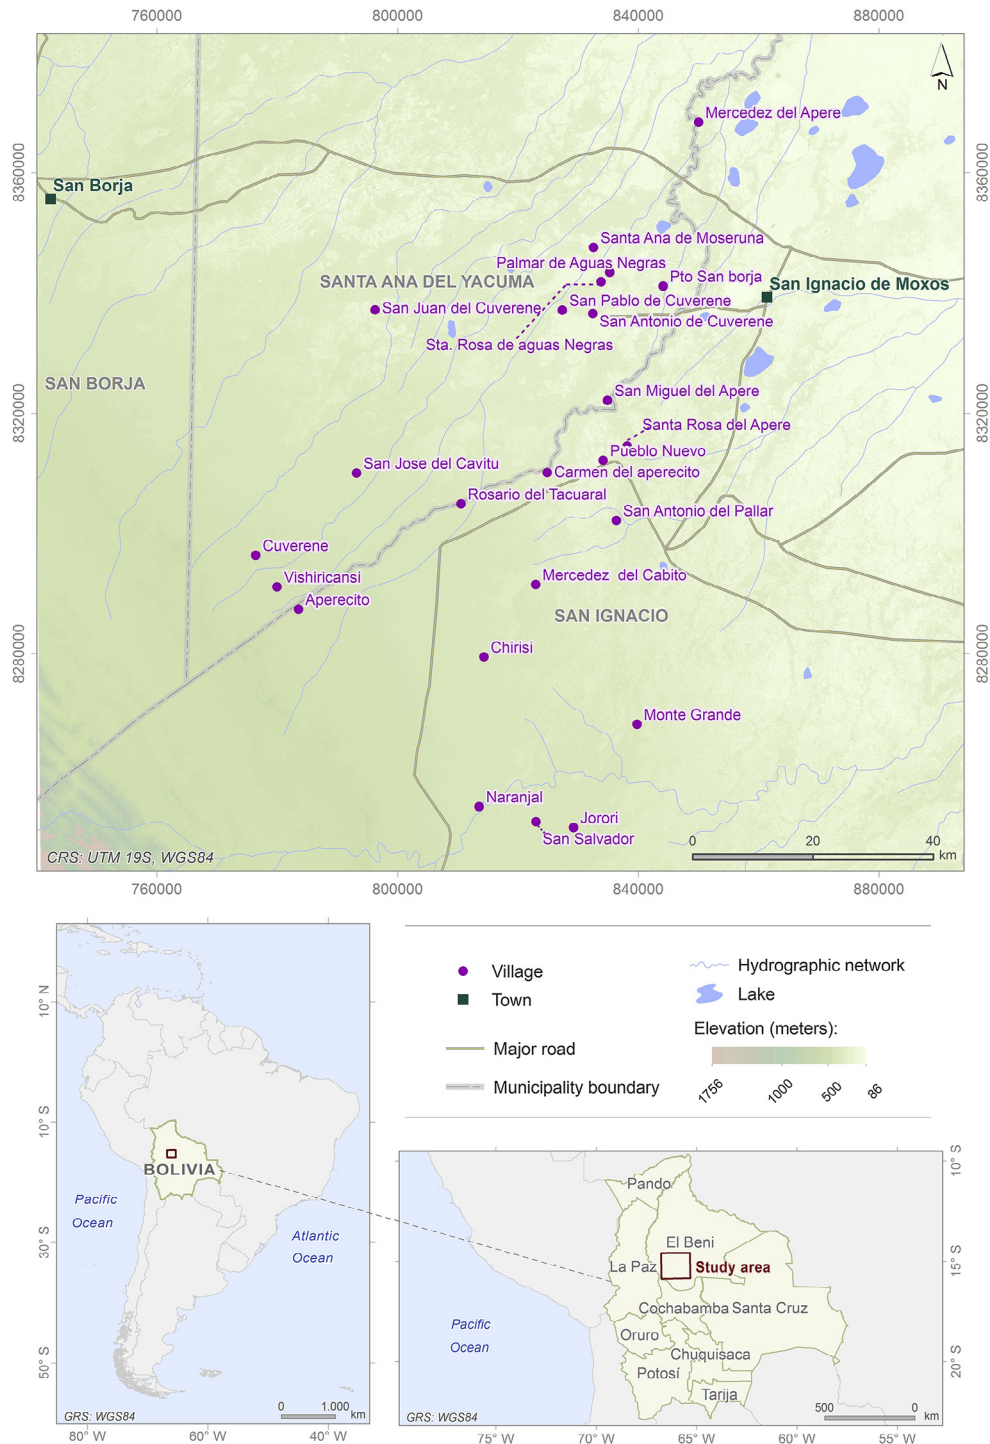 760000 800000 840000 880000
N
Mercedez del Apere
8360000 8360000
San Borja
Santa Ana de Moseruna
Palmar de Aguas Negras
Pto San borja
SANTA ANA DEL YACUMA
San Ignacio de Moxos
San Pablo de Cuverene
San Juan del Cuverene
San Antonio de Cuverene
Sta. Rosa de aguas Negras
SAN BORJA
San Miguel del Apere
8320000 8320000
Santa Rosa del Apere
Pueblo Nuevo
San Jose del Cavitu
Carmen del aperecito
Rosario del Tacuaral
San Antonio del Pallar
Cuverene
Vishiricansi
Mercedez del Cabito
Aperecito
SAN IGNACIO
Chirisi
8280000 8280000
Monte Grande
Naranjal
Jorori
San Salvador
0 20 40
km
CRS: UTM 19S, WGS84
760000 800000 840000 880000
Village
Town
Major road
Municipality boundary
Hydrographic network
Lake
Elevation (meters):
1756 1000 500 86
10°N
10°S
30°S
50°S
BOLIVIA
Pacific
Ocean
Atlantic
Ocean
0 1.000
km
GRS: WGS84
80° W 60° W 40° W
10°S
15°S
20°S
Pando
El Beni
La Paz
Study area
Cochabamba
Santa Cruz
Oruro
Chuquisaca
Potosí
Tarija
Pacific
Ocean
500 0
km
GRS: WGS84
75° W 70° W 65° W 60° W 55° W